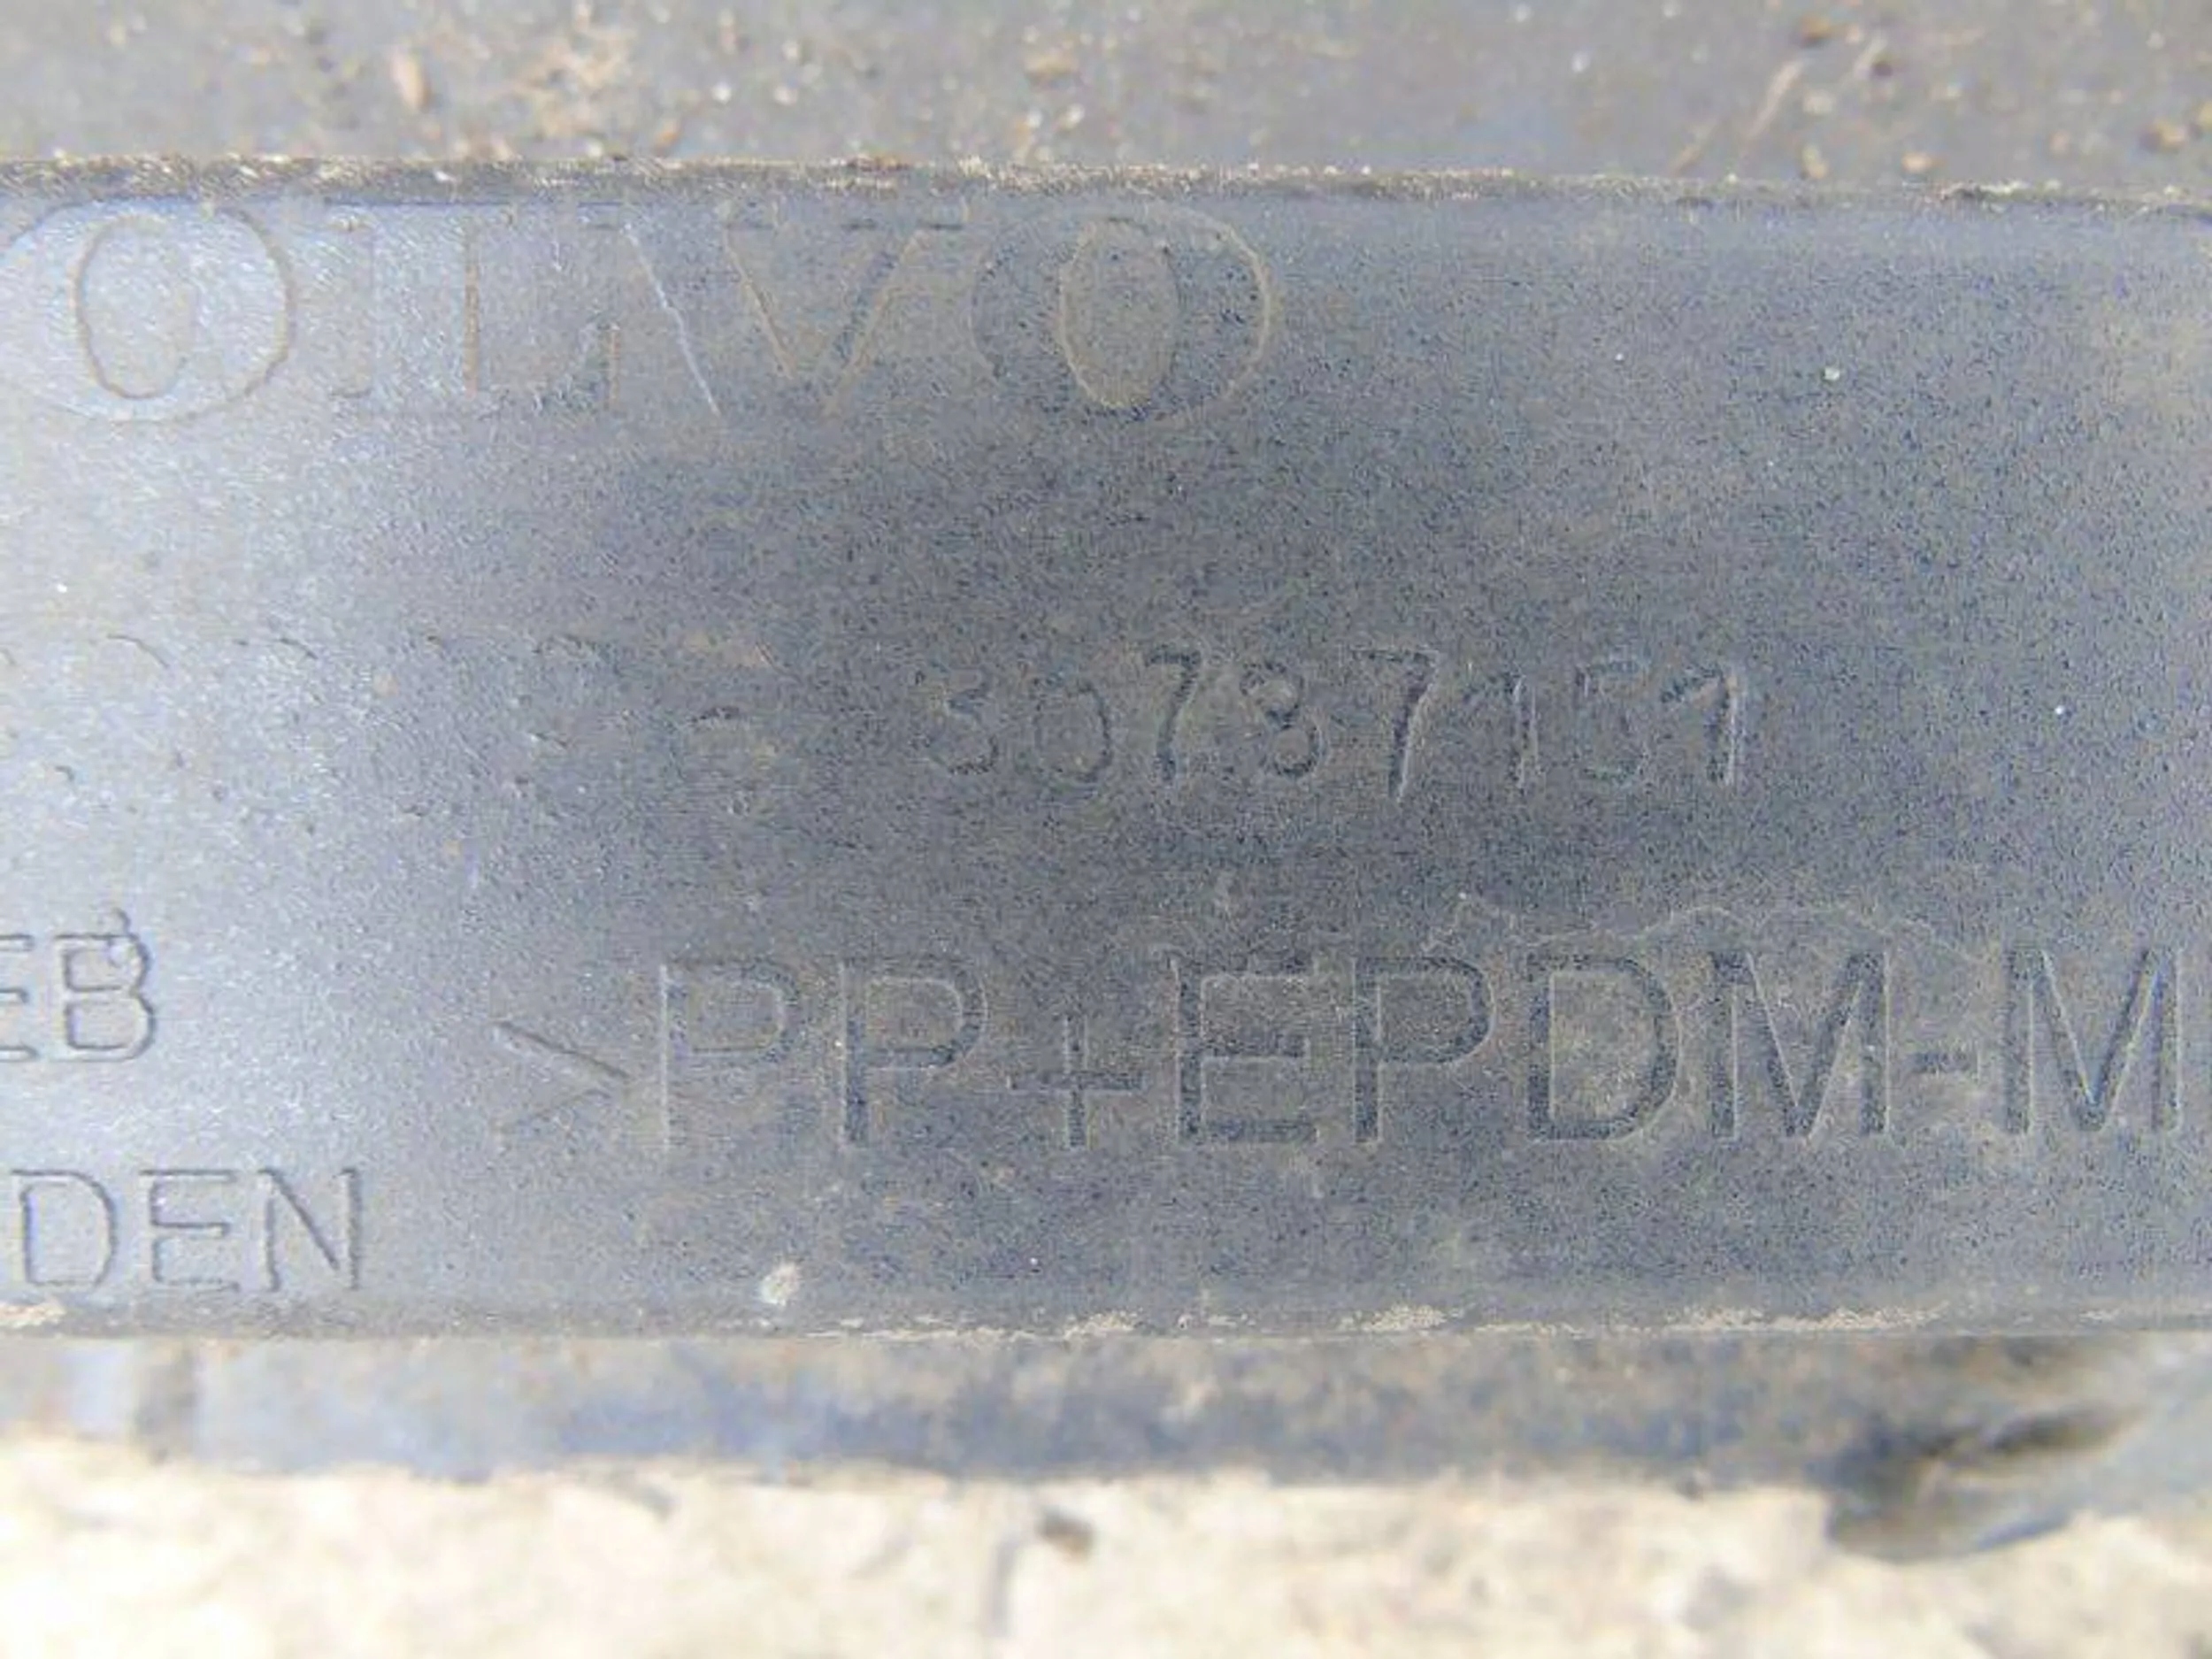 OLVO
30787151
EB
>PP+EPDM-M
DEN